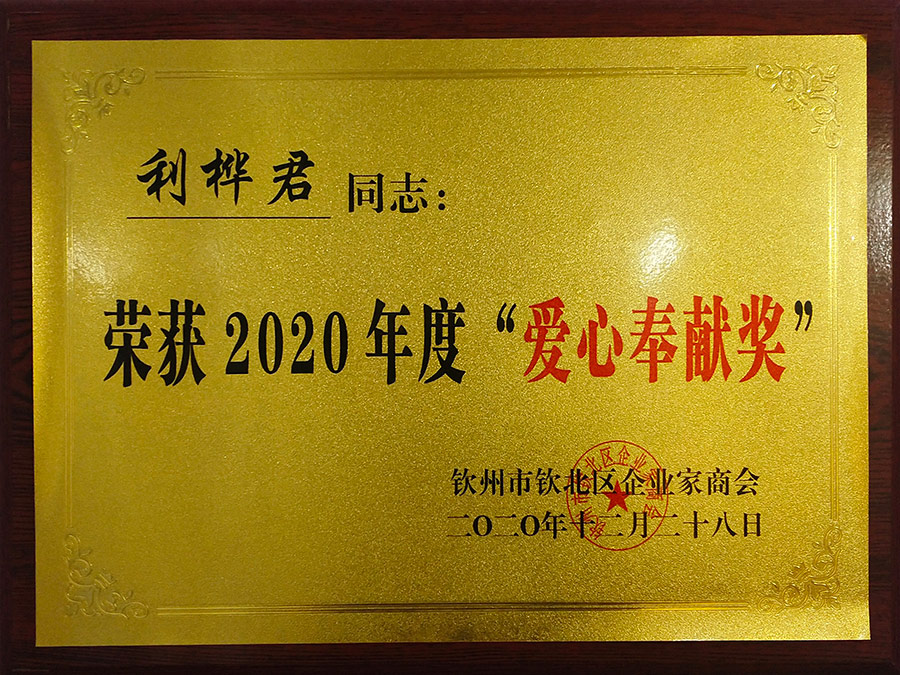 利桦君 同志：
荣获2020年度“爱心奉献奖”
钦州市钦北区企业家商会
二O二O年十二月二十八日